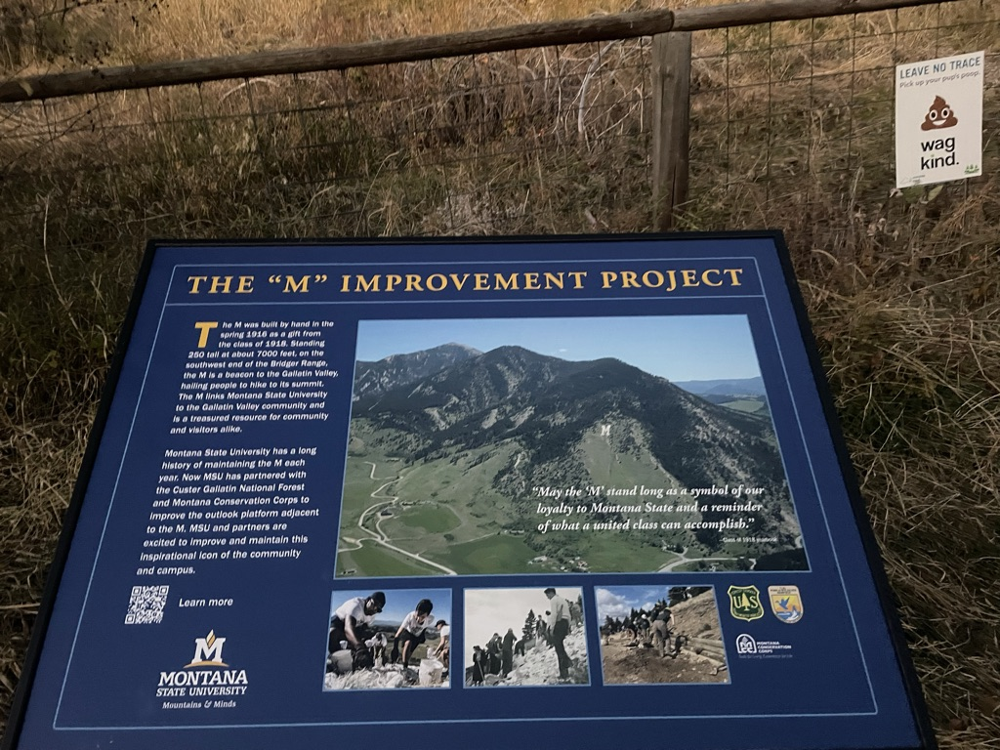 LEAVE NO TRACE
Pick up your pup's poop.
wag
kind.
THE “M” IMPROVEMENT PROJECT
The M was built by hand in the
spring 1916 as a gift from
the class of 1918. Standing
250 tall at about 7000 feet, on the
southwest end of the Bridger Range,
the M is a beacon to the Gallatin Valley,
hailing people to hike to its summit.
The M links Montana State University
to the Gallatin Valley community and
is a treasured resource for community
and visitors alike.
Montana State University has a long
history of maintaining the M each
year. Now MSU has partnered with
the Custer Gallatin National Forest
and Montana Conservation Corps to
improve the outlook platform adjacent
to the M. MSU and partners are
excited to improve and maintain this
inspirational icon of the community
and campus.
Learn more
M
MONTANA
STATE UNIVERSITY
Mountains & Minds
M
“May the ‘M’ stand long as a symbol of our
loyalty to Montana State and a reminder
of what a united class can accomplish.”
Class of 1918
UAS
MONTANA
CONSERVATION
CORPS